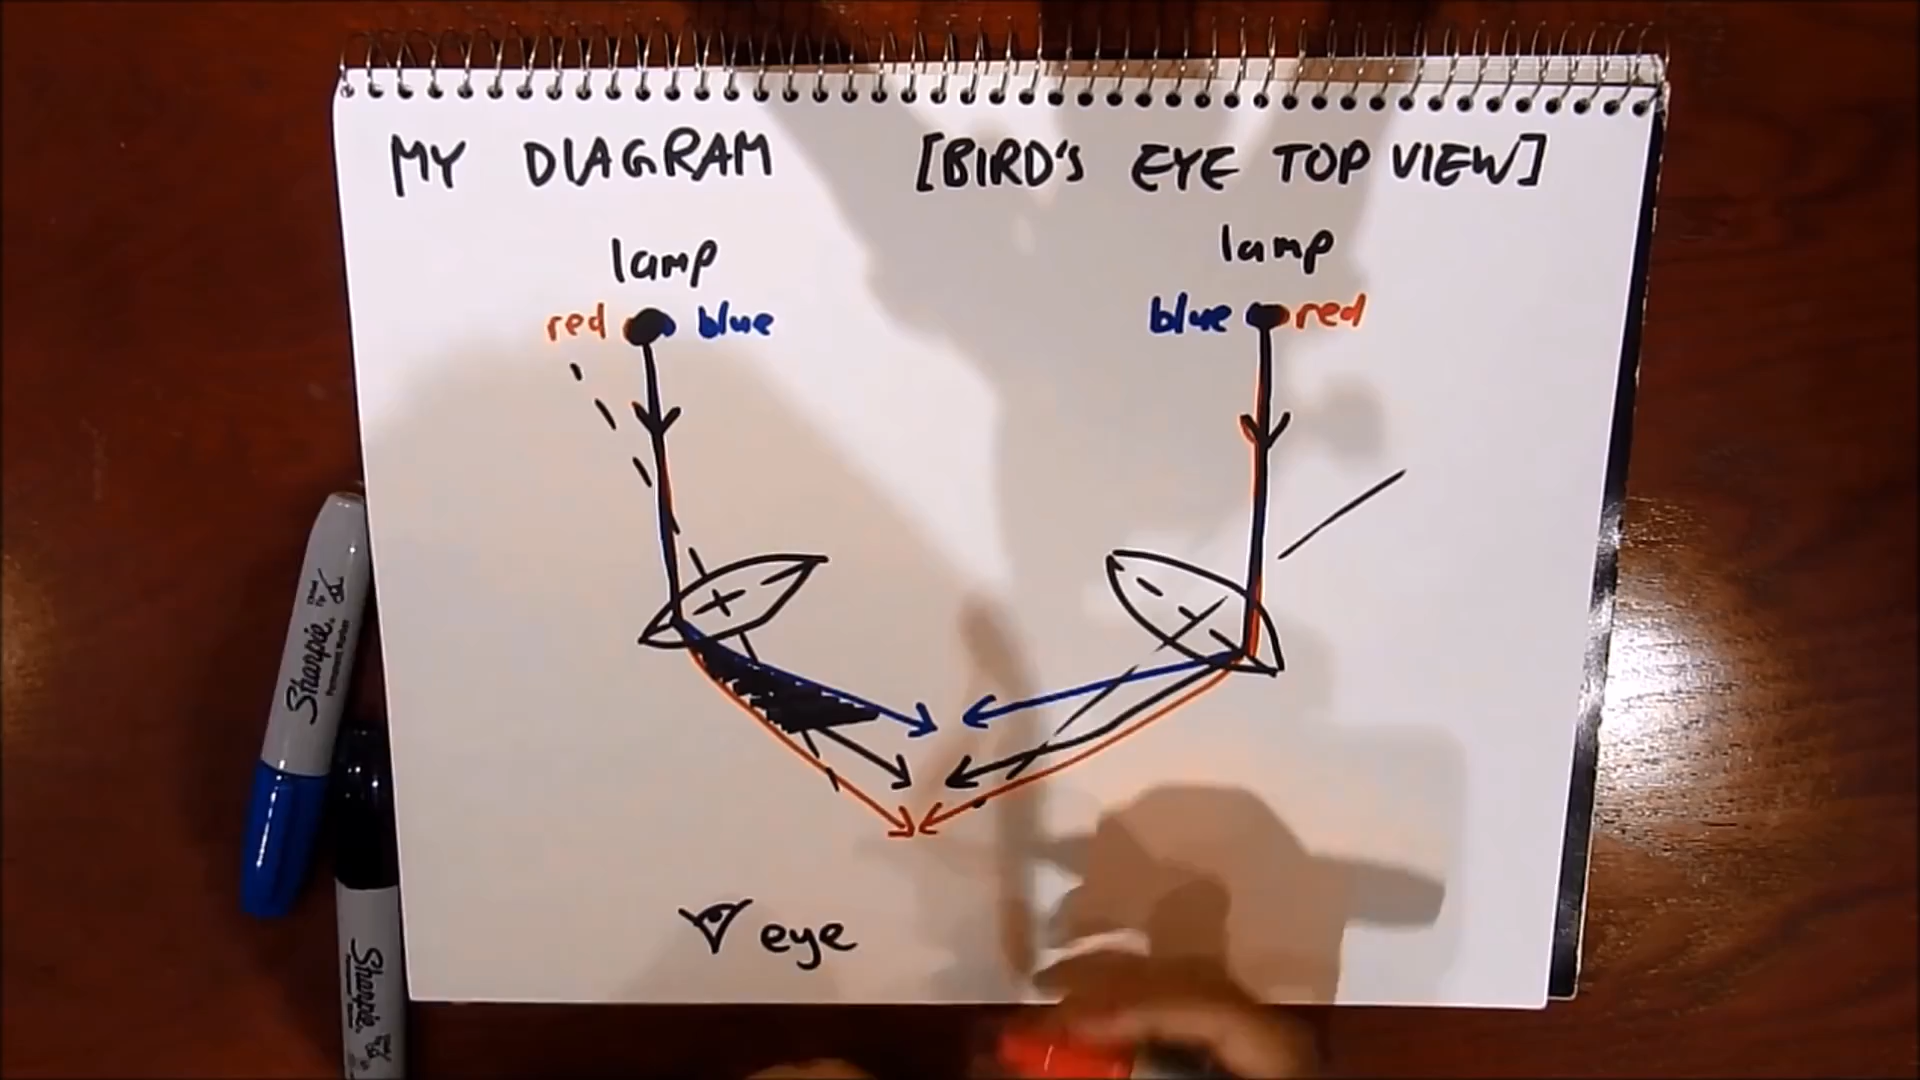 MY DIAGRAM [BIRD'S EYE TOP VIEW]
lamp lamp
red blue blue red
eye
Sharpie
Sharpie